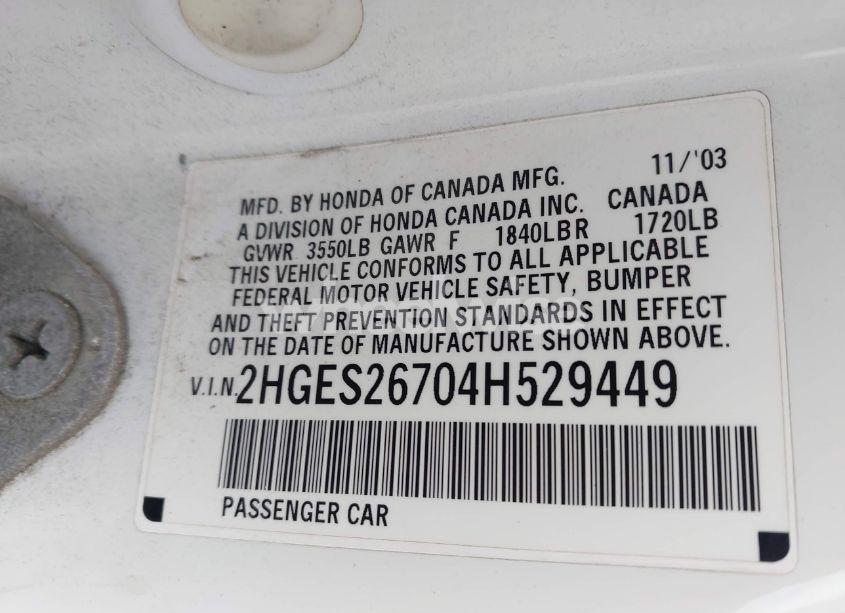 11/'03
MFD. BY HONDA OF CANADA MFG.
A DIVISION OF HONDA CANADA INC. CANADA
GVWR 3550LB GAWR F 1840LB R 1720LB
THIS VEHICLE CONFORMS TO ALL APPLICABLE
FEDERAL MOTOR VEHICLE SAFETY, BUMPER
AND THEFT PREVENTION STANDARDS IN EFFECT
ON THE DATE OF MANUFACTURE SHOWN ABOVE.
V.I.N. 2HGES26704H529449
PASSENGER CAR